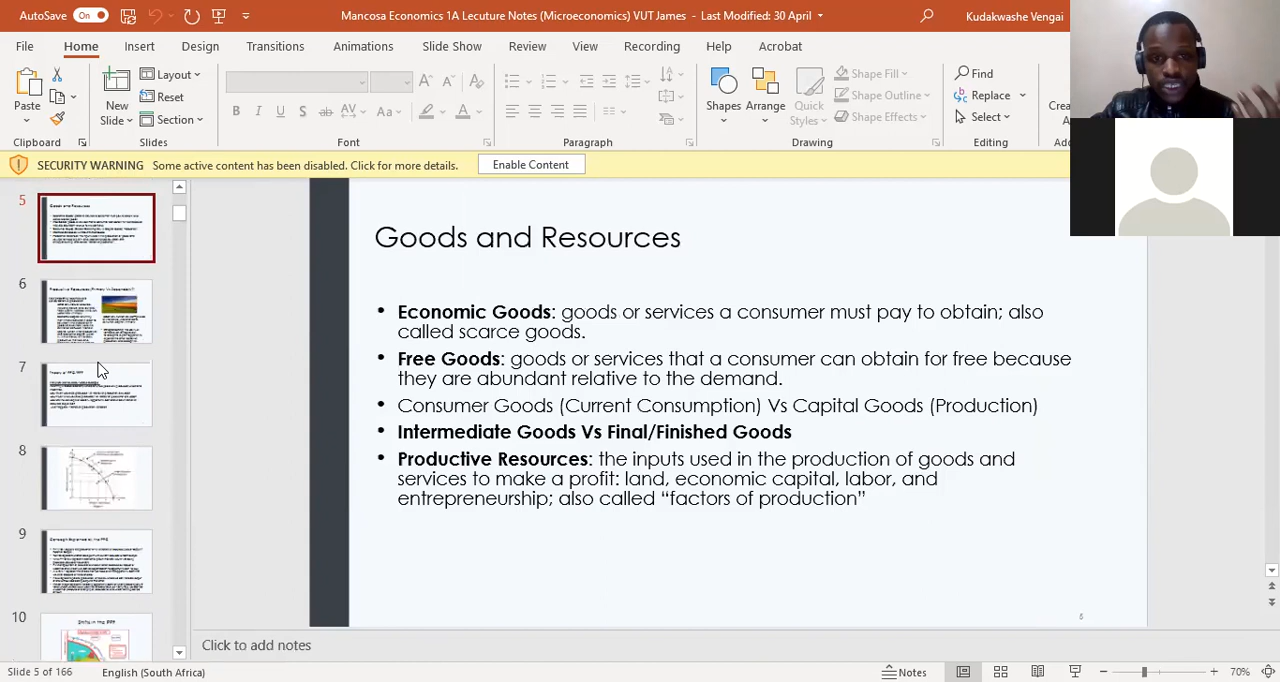 AutoSave On Mancosa Economics 1A Lecuture Notes (Microeconomics) VUT James - Last Modified: 30 April Kudakwashe Vengai
File Home Insert Design Transitions Animations Slide Show Review View Recording Help Acrobat
Paste New Slide Layout Reset Section
B I U S ab AV Aa A
Shapes Arrange Quick Styles Shape Fill Shape Outline Shape Effects
Find Replace Select
Clipboard Slides Font Paragraph Drawing Editing
SECURITY WARNING Some active content has been disabled. Click for more details. Enable Content
5
6
7
8
9
10
Goods and Resources
• Economic Goods: goods or services a consumer must pay to obtain; also
called scarce goods.
• Free Goods: goods or services that a consumer can obtain for free because
they are abundant relative to the demand.
• Consumer Goods (Current Consumption) Vs Capital Goods (Production)
• Intermediate Goods Vs Final/Finished Goods
• Productive Resources: the inputs used in the production of goods and
services to make a profit: land, economic capital, labor, and
entrepreneurship; also called “factors of production”
5
Click to add notes
Slide 5 of 166 English (South Africa) Notes 70%